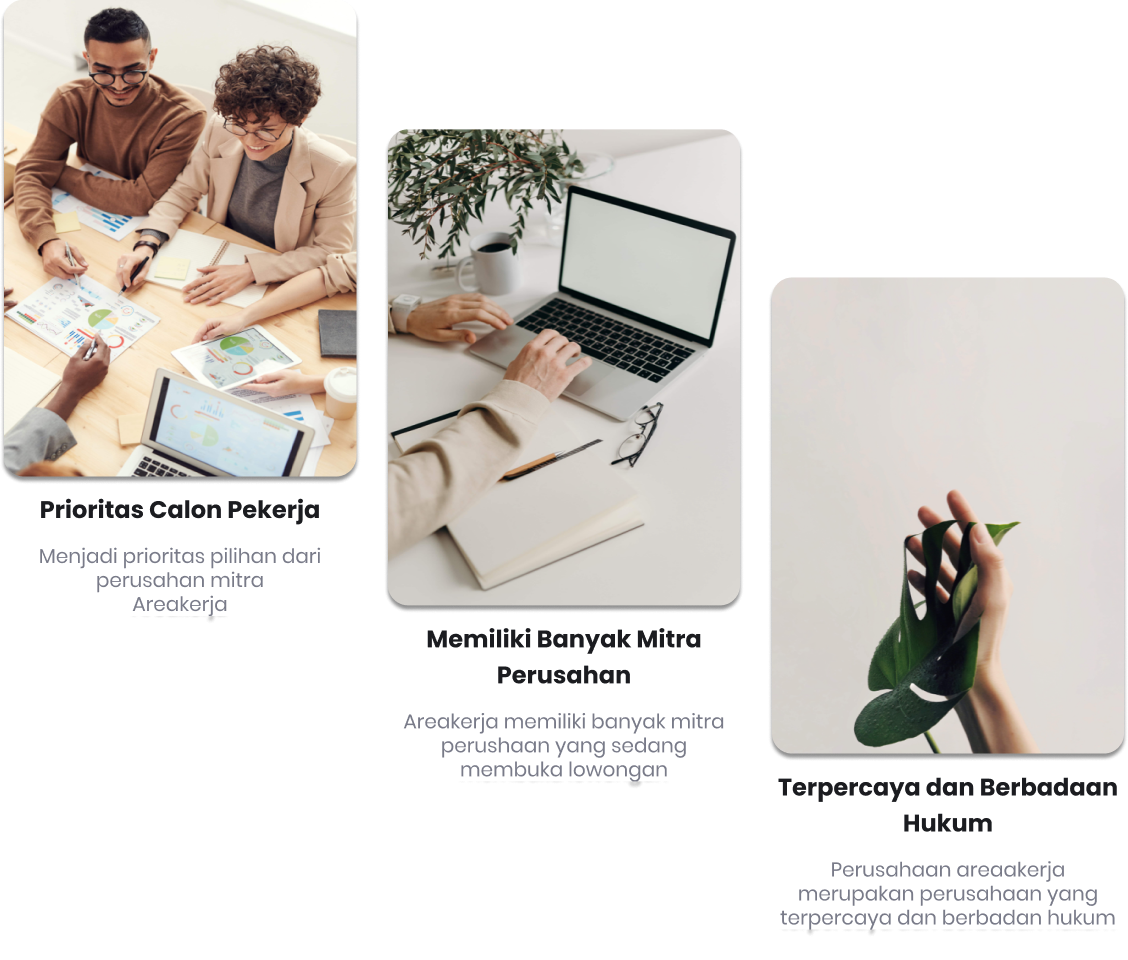 Prioritas Calon Pekerja
Menjadi prioritas pilihan dari
perusahan mitra
Areakerja
Memiliki Banyak Mitra
Perusahan
Areakerja memiliki banyak mitra
perushaan yang sedang
membuka lowongan
Terpercaya dan Berbadaan
Hukum
Perusahaan areaakerja
merupakan perusahaan yang
terpercaya dan berbadan hukum